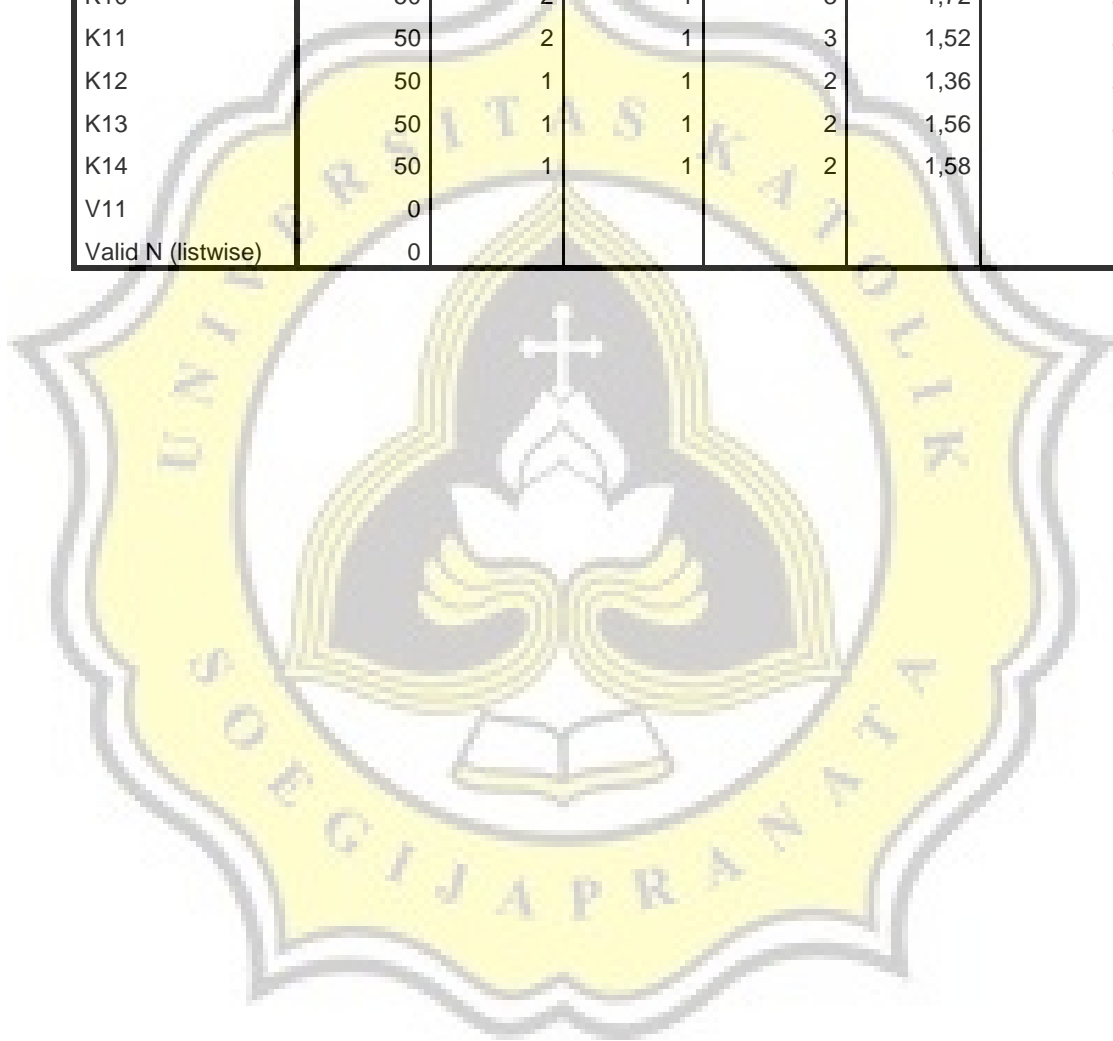 K11 50 2 1 3 1,52
K12 50 1 1 2 1,36
K13 50 1 1 2 1,56
K14 50 1 1 2 1,58
V11 0
Valid N (listwise) 0
UNIVERSITAS KATOLIK
SOEGIJAPRANATA